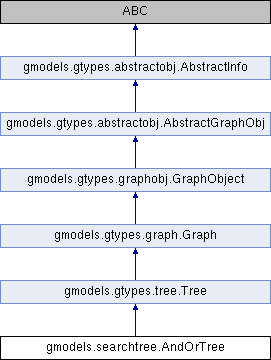 ABC
gmodels.gtypes.abstractobj.AbstractInfo
gmodels.gtypes.abstractobj.AbstractGraphObj
gmodels.gtypes.graphobj.GraphObject
gmodels.gtypes.graph.Graph
gmodels.gtypes.tree.Tree
gmodels.searchtree.AndOrTree